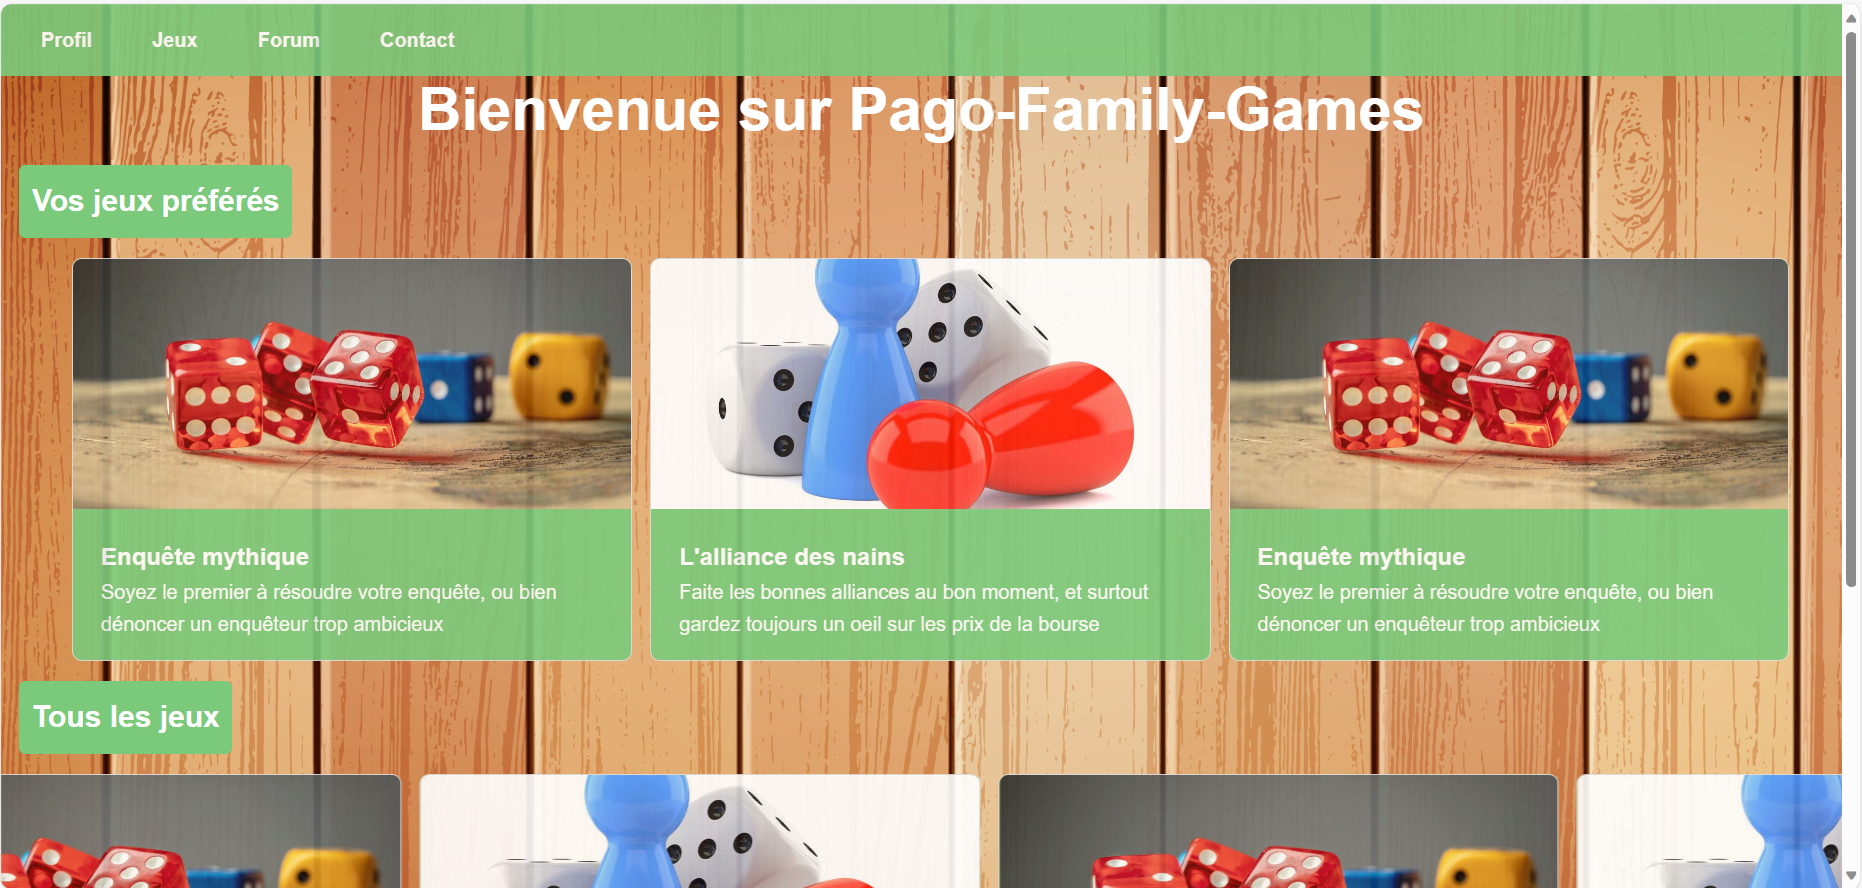 Profil Jeux Forum Contact
Bienvenue sur Pago-Family-Games
Vos jeux préférés
Enquête mythique
Soyez le premier à résoudre votre enquête, ou bien
dénoncer un enquêteur trop ambicieux
L'alliance des nains
Faite les bonnes alliances au bon moment, et surtout
gardez toujours un oeil sur les prix de la bourse
Enquête mythique
Soyez le premier à résoudre votre enquête, ou bien
dénoncer un enquêteur trop ambicieux
Tous les jeux